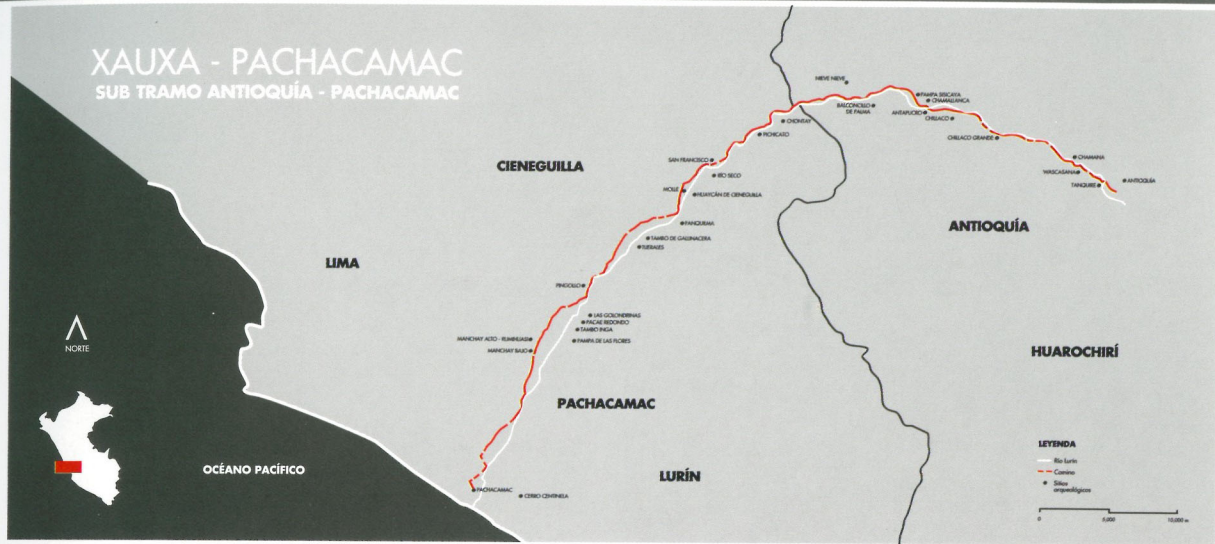 XAUXA - PACHACAMAC
SUB TRAMO ANTIOQUÍA - PACHACAMAC
NIEVE NIEVE
PAMPA SISICAYA
CHAMALLANCA
BALCONCILLO
DE PALMA
ANTAPUCRO
CHILLACO
CHONTAY
PICHICATO
CHILLACO GRANDE
SAN FRANCISCO
CHAMANA
CIENEGUILLA
WASCASANA
RÍO SECO
ANTIOQUÍA
TANQUIRE
MOLLE
HUAYCÁN DE CIENEGUILLA
PANQUILMA
ANTIOQUÍA
TAMBO DE GALLINACERA
TIJERALES
LIMA
PINGOLLO
LAS GOLONDRINAS
PACAE REDONDO
TAMBO INGA
MANCHAY ALTO - RUMIHUASI
PAMPA DE LAS FLORES
NORTE
MANCHAY BAJO
HUAROCHIRÍ
PACHACAMAC
LEYENDA
Río Lurín
OCÉANO PACÍFICO
Camino
LURÍN
Sitios
arqueológicos
PACHACAMAC
CERRO CENTINELA
0
5,000
10,000 m